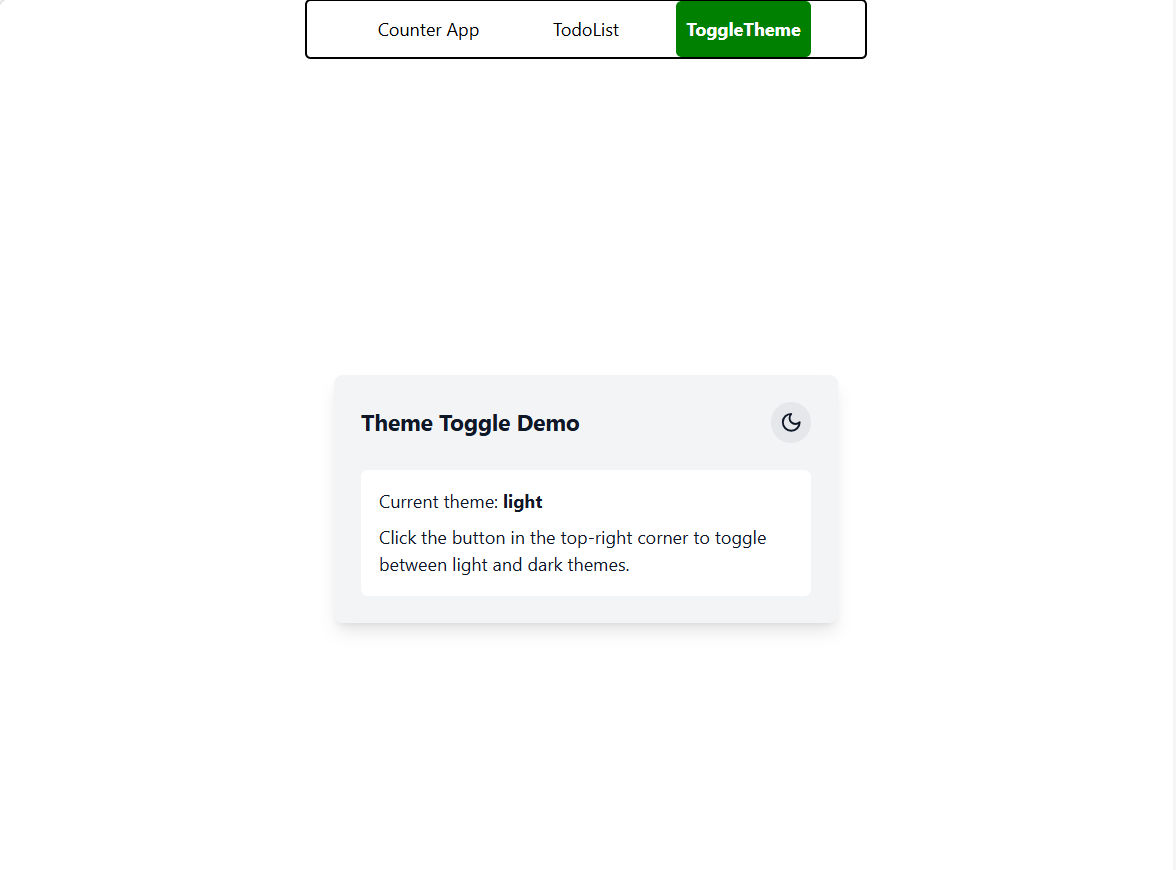 Counter App TodoList ToggleTheme
Theme Toggle Demo
Current theme: light
Click the button in the top-right corner to toggle
between light and dark themes.